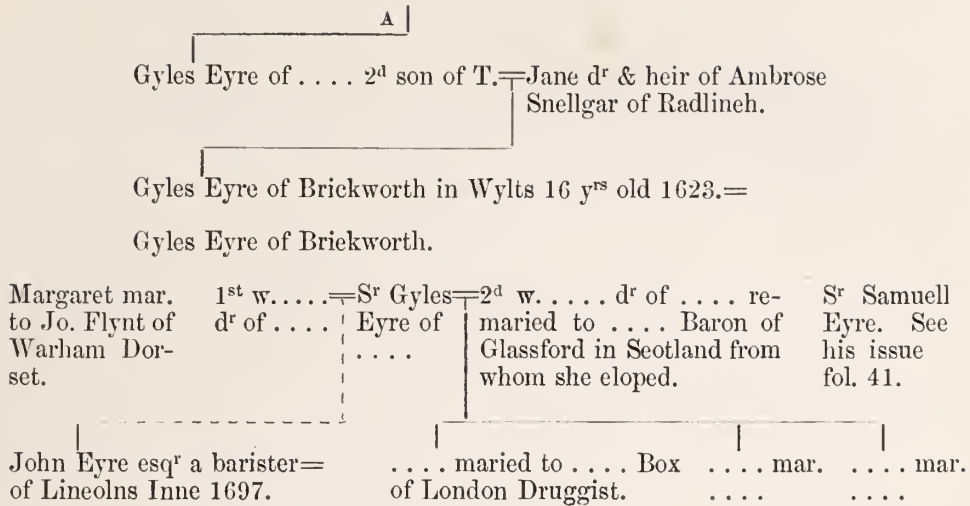 A
Gyles Eyre of .... 2d son of T.=Jane dr & heir of Ambrose
Snellgar of Radlineh.
Gyles Eyre of Brickworth in Wylts 16 yrs old 1623.=
Gyles Eyre of Briekworth.
Margaret mar.
to Jo. Flynt of
Warham Dor-
set.
1st w.....=Sr Gyles=2d w..... dr of .... re-
dr of .... Eyre of maried to .... Baron of
.... Glassford in Seotland from
whom she eloped.
Sr Samuell
Eyre. See
his issue
fol. 41.
John Eyre esqr a barister=
of Lineolns Inne 1697.
.... maried to .... Box
of London Druggist.
.... mar.
....
.... mar.
....